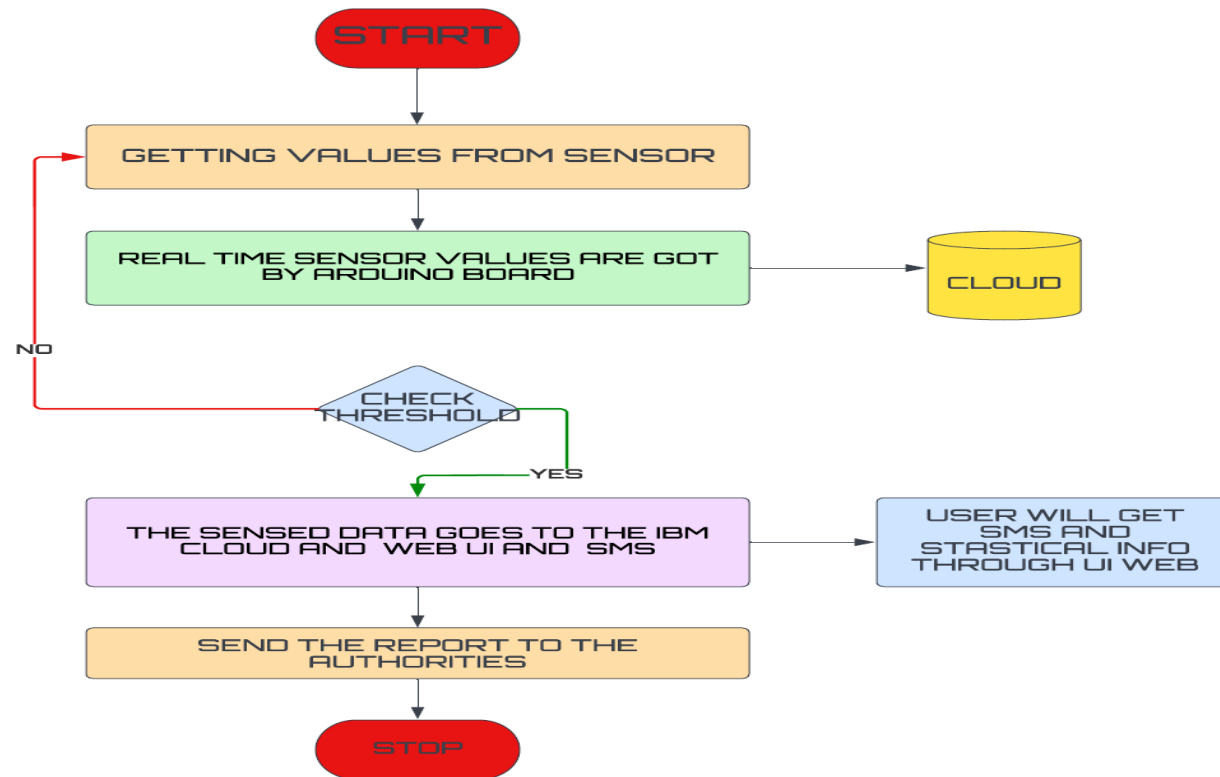 START
GETTING VALUES FROM SENSOR
REAL TIME SENSOR VALUES ARE GOT
BY ARDUINO BOARD
CLOUD
NO
CHECK
THRESHOLD
YES
THE SENSED DATA GOES TO THE IBM
CLOUD AND WEB UI AND SMS
USER WILL GET
SMS AND
STASTICAL INFO
THROUGH UI WEB
SEND THE REPORT TO THE
AUTHORITIES
STOP